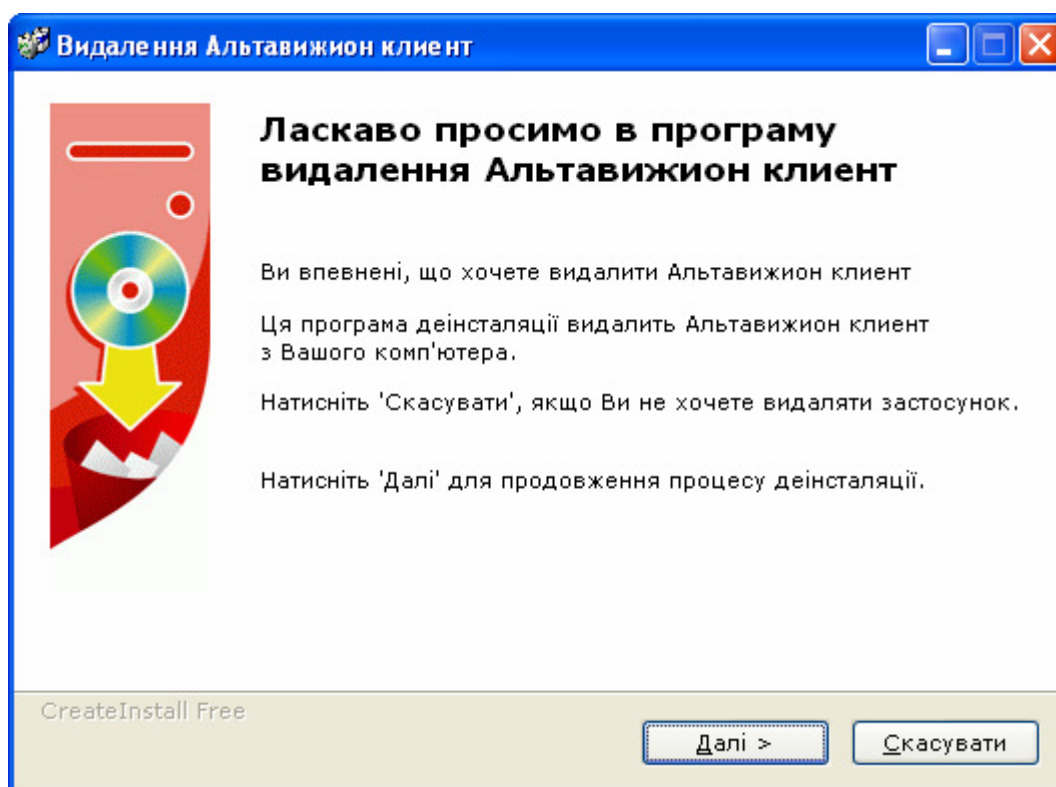 Видалення Альтавижион клиент
Ласкаво просимо в програму
видалення Альтавижион клиент
Ви впевнені, що хочете видалити Альтавижион клиент
Ця програма деінсталяції видалить Альтавижион клиент
з Вашого комп'ютера.
Натисніть 'Скасувати', якщо Ви не хочете видаляти застосунок.
Натисніть 'Далі' для продовження процесу деінсталяції.
CreateInstall Free
Далі >
Скасувати